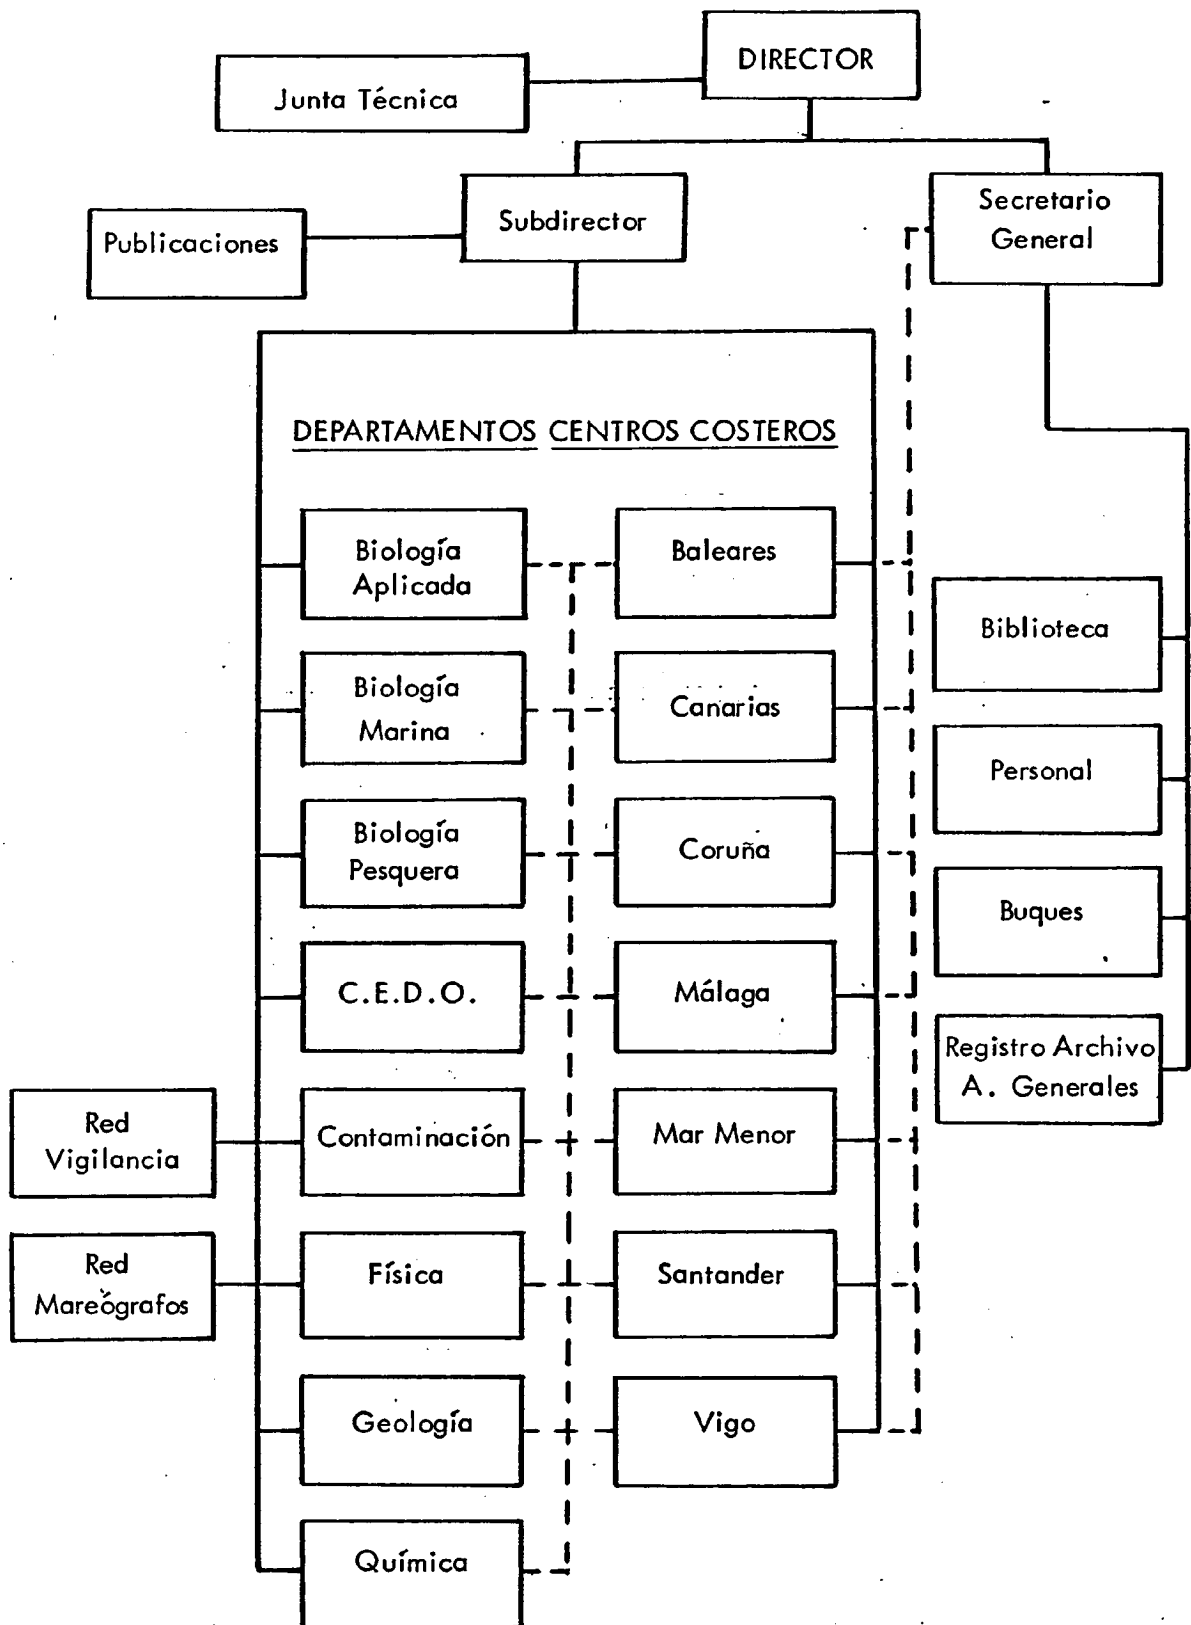 DIRECTOR
Junta Técnica
Subdirector
Secretario
General
Publicaciones
DEPARTAMENTOS CENTROS COSTEROS
Biología
Aplicada
Baleares
Biblioteca
Biología
Marina
Canarias
Personal
Biología
Pesquera
Coruña
Buques
C.E.D.O.
Málaga
Registro Archivo
A. Generales
Red
Vigilancia
Contaminación
Mar Menor
Red
Mareógrafos
Física
Santander
Geología
Vigo
Química